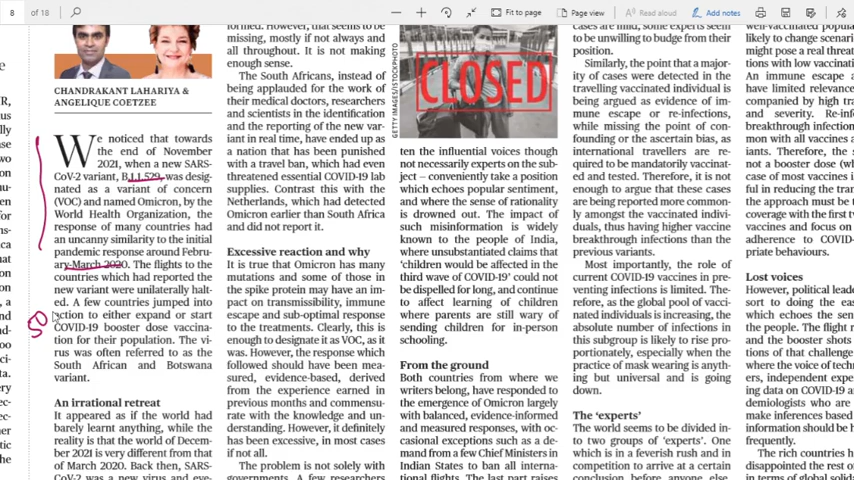 8
of 18
Fit to page
Page view
Read aloud
Add notes
CHANDRAKANT LAHARIYA &
ANGELIQUE COETZEE
We noticed that towards
the end of November
2021, when a new SARS-
CoV-2 variant, B.1.1.529, was desig-
nated as a variant of concern
(VOC) and named Omicron, by the
World Health Organization, the
response of many countries had
an uncanny similarity to the initial
pandemic response around Febru-
ary-March 2020. The flights to the
countries which had reported the
new variant were unilaterally halt-
ed. A few countries jumped into
action to either expand or start
COVID-19 booster dose vaccina-
tion for their population. The vi-
rus was often referred to as the
South African and Botswana
variant.
An irrational retreat
It appears as if the world had
barely learnt anything, while the
reality is that the world of Decem-
ber 2021 is very different from that
of March 2020. Back then, SARS-
CoV-2 was a new virus and eve-
formed. However, that seems to be
missing, mostly if not always and
all throughout. It is not making
enough sense.
The South Africans, instead of
being applauded for the work of
their medical doctors, researchers
and scientists in the identification
and the reporting of the new var-
iant in real time, have ended up as
a nation that has been punished
with a travel ban, which had even
threatened essential COVID-19 lab
supplies. Contrast this with the
Netherlands, which had detected
Omicron earlier than South Africa
and did not report it.
Excessive reaction and why
It is true that Omicron has many
mutations and some of those in
the spike protein may have an im-
pact on transmissibility, immune
escape and sub-optimal response
to the treatments. Clearly, this is
enough to designate it as VOC, as it
was. However, the response which
followed should have been mea-
sured, evidence-based, derived
from the experience earned in
previous months and commensu-
rate with the knowledge and un-
derstanding. However, it definitely
has been excessive, in most cases
if not all.
The problem is not solely with
governments. A few researchers
CLOSED
GETTY IMAGES/ISTOCKPHOTO
ten the influential voices though
not necessarily experts on the sub-
ject – conveniently take a position
which echoes popular sentiment,
and where the sense of rationality
is drowned out. The impact of
such misinformation is widely
known to the people of India,
where unsubstantiated claims that
'children would be affected in the
third wave of COVID-19' could not
be dispelled for long, and continue
to affect learning of children
where parents are still wary of
sending children for in-person
schooling.
From the ground
Both countries from where we
writers belong, have responded to
the emergence of Omicron largely
with balanced, evidence-informed
and measured responses, with oc-
casional exceptions such as a de-
mand from a few Chief Ministers in
Indian States to ban all interna-
tional flights. The last part raises
cases are mild, some experts seem
to be unwilling to budge from their
position.
Similarly, the point that a major-
ity of cases were detected in the
travelling vaccinated individual is
being argued as evidence of im-
mune escape or re-infections,
while missing the point of con-
founding or the ascertain bias, as
international travellers are re-
quired to be mandatorily vaccinat-
ed and tested. Therefore, it is not
enough to argue that these cases
are being reported more common-
ly amongst the vaccinated indivi-
duals, thus having higher vaccine
breakthrough infections than the
previous variants.
Most importantly, the role of
current COVID-19 vaccines in pre-
venting infections is limited. The-
refore, as the global pool of vacci-
nated individuals is increasing, the
absolute number of infections in
this subgroup is likely to rise pro-
portionately, especially when the
practice of mask wearing is anyth-
ing but universal and is going
down.
The 'experts'
The world seems to be divided in-
to two groups of 'experts'. One
which is in a feverish rush and in
competition to arrive at a certain
conclusion, before anyone else,
well-vaccinated popula
likely to change scenari
might pose a real threat
tions with low vaccinati
An immune escape a
have limited relevance
companied by high tra
and severity. Re-infe
breakthrough infection
mon with all vaccines a
iants. Therefore, the s
not a booster dose (wh
case of most vaccines i
ful in reducing the tran
coverage with the first t
vaccines and focus on
adherence to COVID-
priate behaviours.
Lost voices
However, political leade
sort to doing the eas
which echoes the sen
the people. The flight r
and the booster shots
tions of that challenge
where the voice of techn
ers, independent exper
ing data on COVID-19 a
demiologists who are
make inferences based
information should be h
frequently.
The rich countries h
disappointed the rest o
in terms of global solida